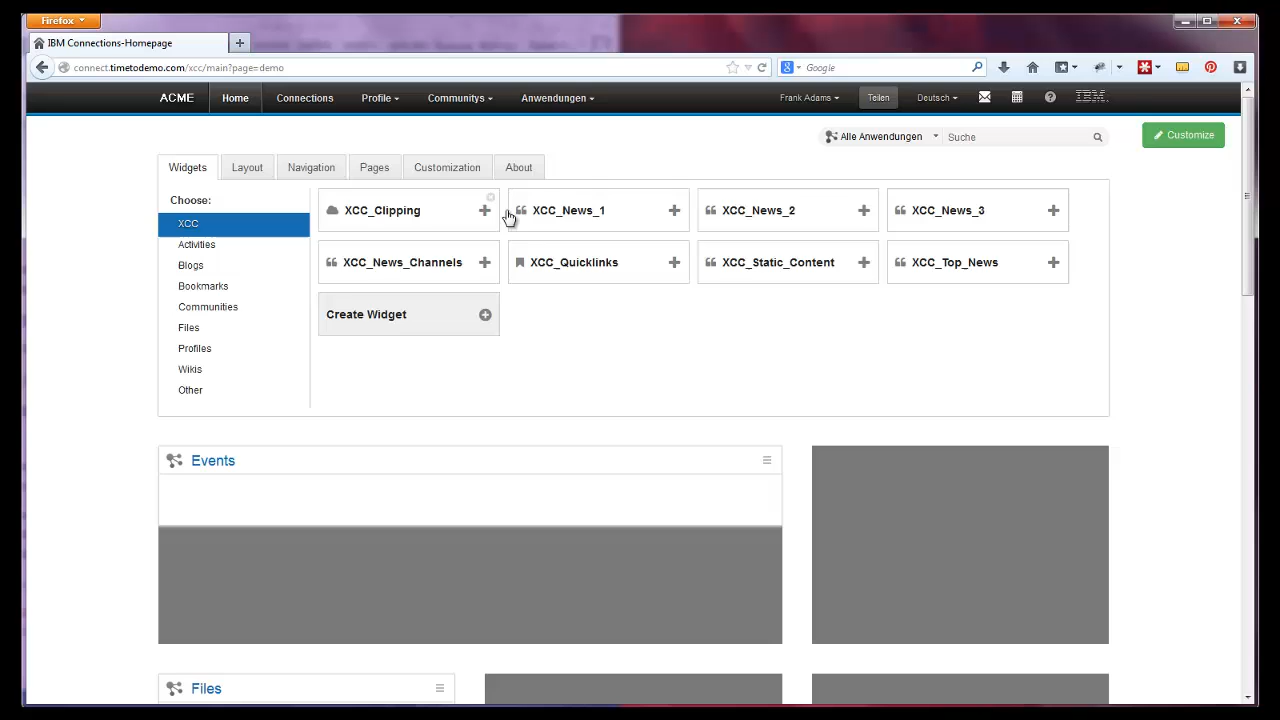 Firefox
IBM Connections-Homepage
connect.timetodemo.com/xcc/main?page=demo
Google
ACME Home Connections Profile Communitys Anwendungen Frank Adams Teilen Deutsch IBM.
Alle Anwendungen Suche Customize
Widgets Layout Navigation Pages Customization About
Choose:
XCC
Activities
Blogs
Bookmarks
Communities
Files
Profiles
Wikis
Other
XCC_Clipping XCC_News_1 XCC_News_2 XCC_News_3
XCC_News_Channels XCC_Quicklinks XCC_Static_Content XCC_Top_News
Create Widget
Events
Files